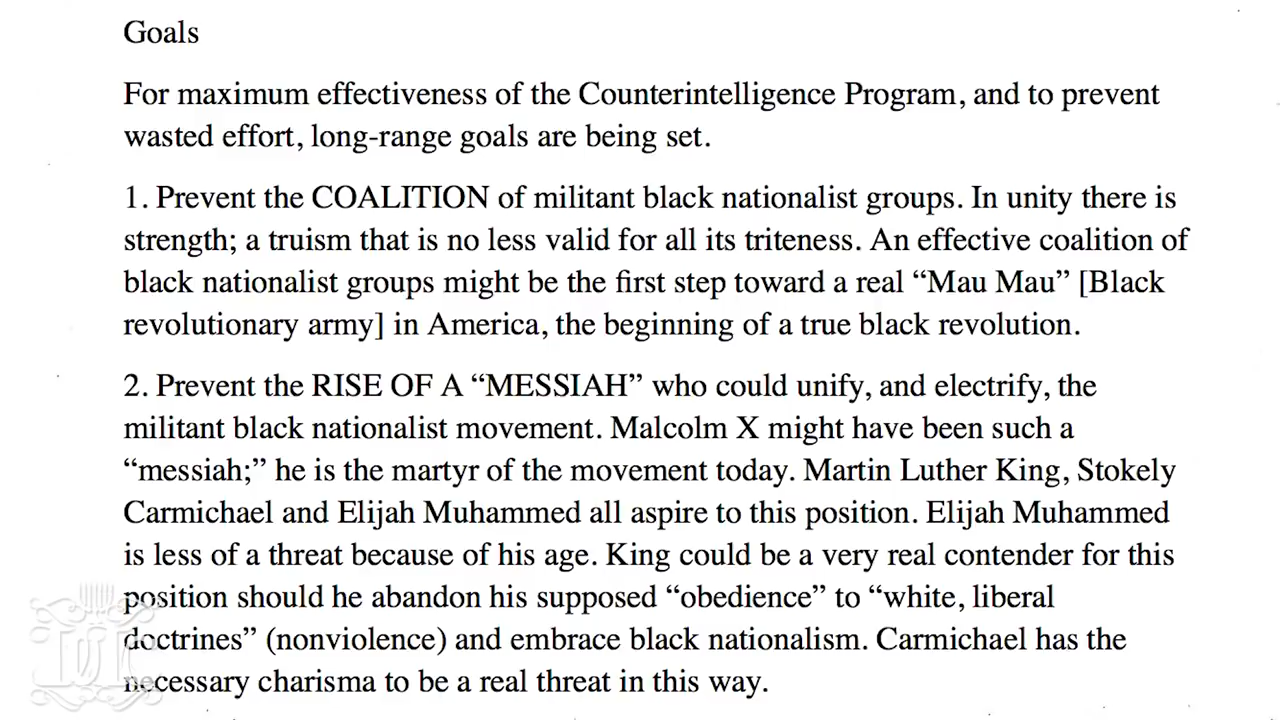 Goals
For maximum effectiveness of the Counterintelligence Program, and to prevent
wasted effort, long-range goals are being set.
1. Prevent the COALITION of militant black nationalist groups. In unity there is
strength; a truism that is no less valid for all its triteness. An effective coalition of
black nationalist groups might be the first step toward a real “Mau Mau” [Black
revolutionary army] in America, the beginning of a true black revolution.
2. Prevent the RISE OF A “MESSIAH” who could unify, and electrify, the
militant black nationalist movement. Malcolm X might have been such a
“messiah;” he is the martyr of the movement today. Martin Luther King, Stokely
Carmichael and Elijah Muhammed all aspire to this position. Elijah Muhammed
is less of a threat because of his age. King could be a very real contender for this
position should he abandon his supposed “obedience” to “white, liberal
doctrines” (nonviolence) and embrace black nationalism. Carmichael has the
necessary charisma to be a real threat in this way.